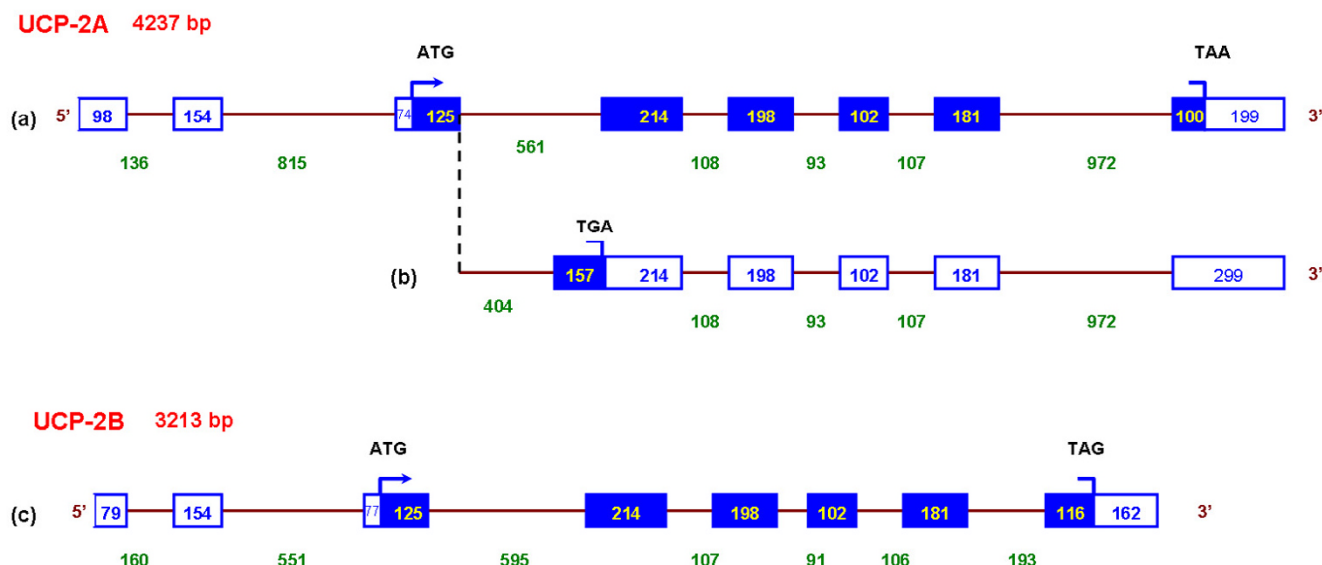 UCP-2A 4237 bp
ATG TAA
(a) 5’ 98 154 74 125 214 198 102 181 100 199 3’
136 815 561 108 93 107 972
TGA
(b) 157 214 198 102 181 299 3’
404 108 93 107 972
UCP-2B 3213 bp
ATG TAG
(c) 5’ 79 154 77 125 214 198 102 181 116 162 3’
160 551 595 107 91 106 193